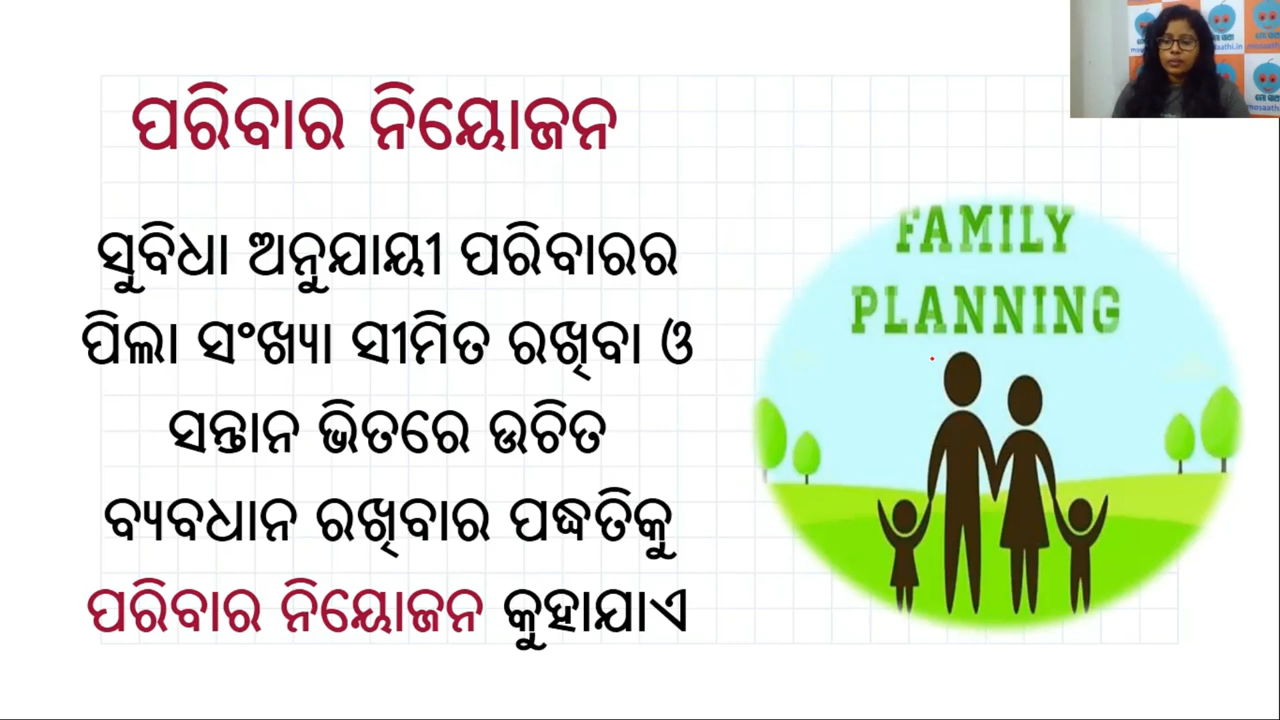 ପରିବାର ନିୟୋଜନ
ସୁବିଧା ଅନୁଯାୟୀ ପରିବାରର
ପିଲା ସଂଖ୍ୟା ସୀମିତ ରଖିବା ଓ
ସନ୍ତାନ ଭିତରେ ଉଚିତ
ବ୍ୟବଧାନ ରଖିବାର ପଦ୍ଧତିକୁ
ପରିବାର ନିୟୋଜନ କୁହାଯାଏ
FAMILY
PLANNING